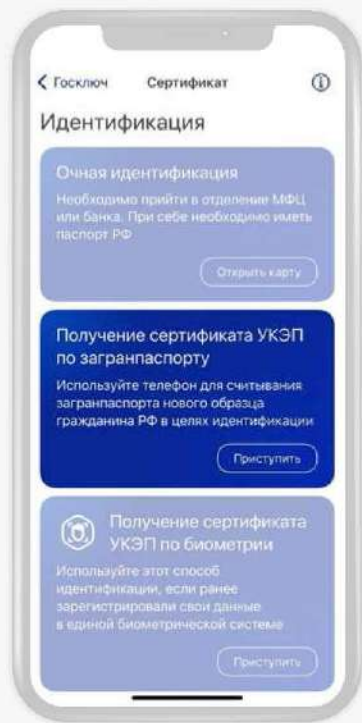 Госключ Сертификат
Идентификация
Очная идентификация
Необходимо прийти в отделение МФЦ
или банка. При себе необходимо иметь
паспорт РФ
Открыть карту
Получение сертификата УКЭП
по загранпаспорту
Используйте телефон для считывания
загранпаспорта нового образца
гражданина РФ в целях идентификации
Приступить
Получение сертификата
УКЭП по биометрии
Используйте этот способ
идентификации, если ранее
зарегистрировали свои данные
в единой биометрической системе
Приступить